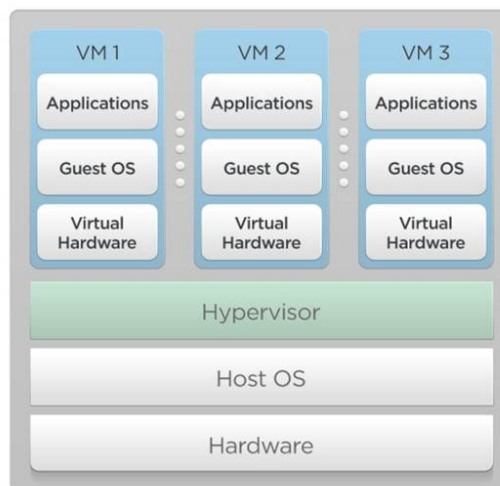 VM 1
VM 2
VM 3
Applications
Applications
Applications
Guest OS
Guest OS
Guest OS
Virtual
Hardware
Virtual
Hardware
Virtual
Hardware
Hypervisor
Host OS
Hardware